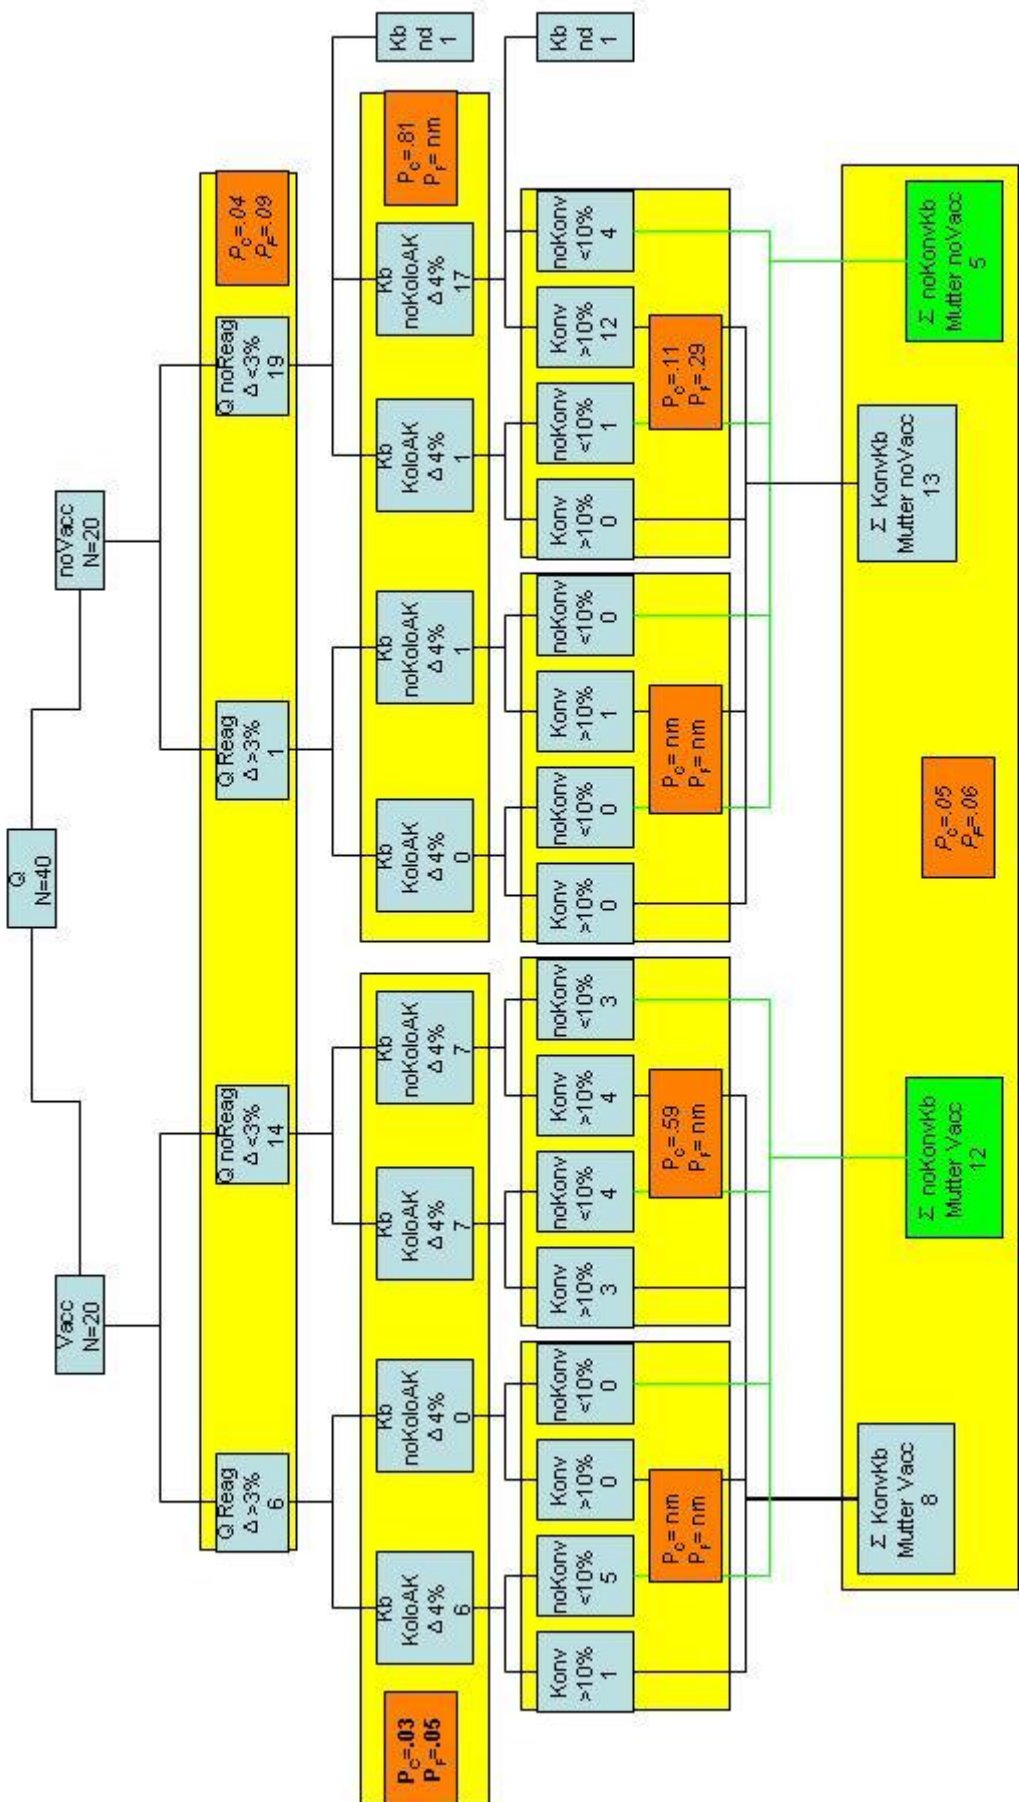 Q
N=40
Vacc
N=20
noVacc
N=20
Q Reag
Δ >3%
6
Q noReag
Δ <3%
14
Q Reag
Δ >3%
1
Q noReag
Δ <3%
19
Pc=.04
PF=.09
Pc=.03
PF=.05
Kb
KoloAK
Δ 4%
6
Kb
noKoloAK
Δ 4%
0
Kb
KoloAK
Δ 4%
7
Kb
noKoloAK
Δ 4%
7
Kb
KoloAK
Δ 4%
0
Kb
noKoloAK
Δ 4%
1
Kb
KoloAK
Δ 4%
1
Kb
noKoloAK
Δ 4%
17
Pc=.81
PF= nm
Kb
nd
1
Konv
>10%
1
noKonv
<10%
5
Konv
>10%
0
noKonv
<10%
0
Pc= nm
PF= nm
Konv
>10%
3
noKonv
<10%
4
Konv
>10%
4
noKonv
<10%
3
Pc=.59
PF= nm
Konv
>10%
0
noKonv
<10%
0
Konv
>10%
1
noKonv
<10%
0
Pc= nm
PF= nm
Konv
>10%
0
noKonv
<10%
1
Konv
>10%
12
noKonv
<10%
4
Pc=.11
PF=.29
Kb
nd
1
Σ KonvKb
Mutter Vacc
8
Σ noKonvKb
Mutter Vacc
12
Pc=.05
PF=.06
Σ KonvKb
Mutter noVacc
13
Σ noKonvKb
Mutter noVacc
5